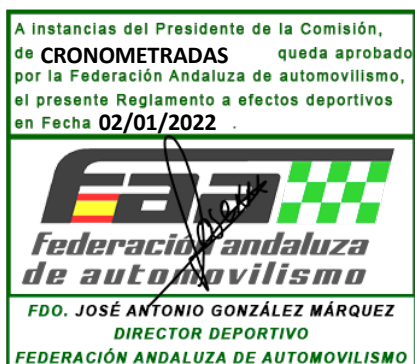 A instancias del Presidente de la Comisión,
de CRONOMETRADAS queda aprobado
por la Federación Andaluza de automovilismo,
el presente Reglamento a efectos deportivos
en Fecha 02/01/2022 .
faa
federación andaluza
de automovilismo
FDO. JOSÉ ANTONIO GONZÁLEZ MÁRQUEZ
DIRECTOR DEPORTIVO
FEDERACIÓN ANDALUZA DE AUTOMOVILISMO